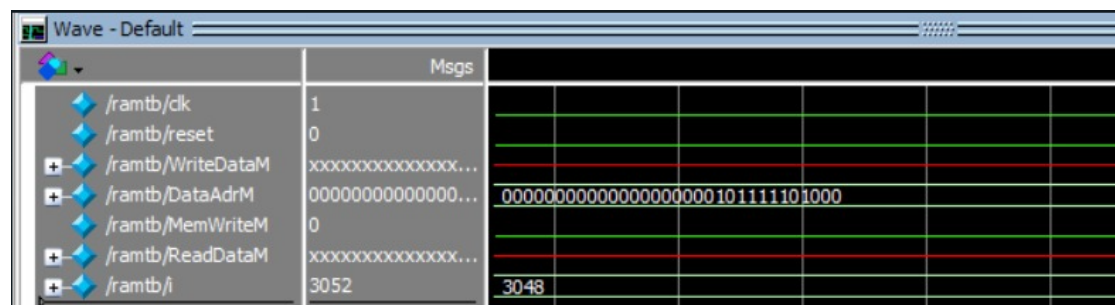 Wave - Default
Msgs
/ramtb/clk 1
/ramtb/reset 0
/ramtb/WriteDataM xxxxxxxxxxxxxx...
/ramtb/DataAdrM 00000000000000... 00000000000000000000101111101000
/ramtb/MemWriteM 0
/ramtb/ReadDataM xxxxxxxxxxxxxx...
/ramtb/i 3052 3048